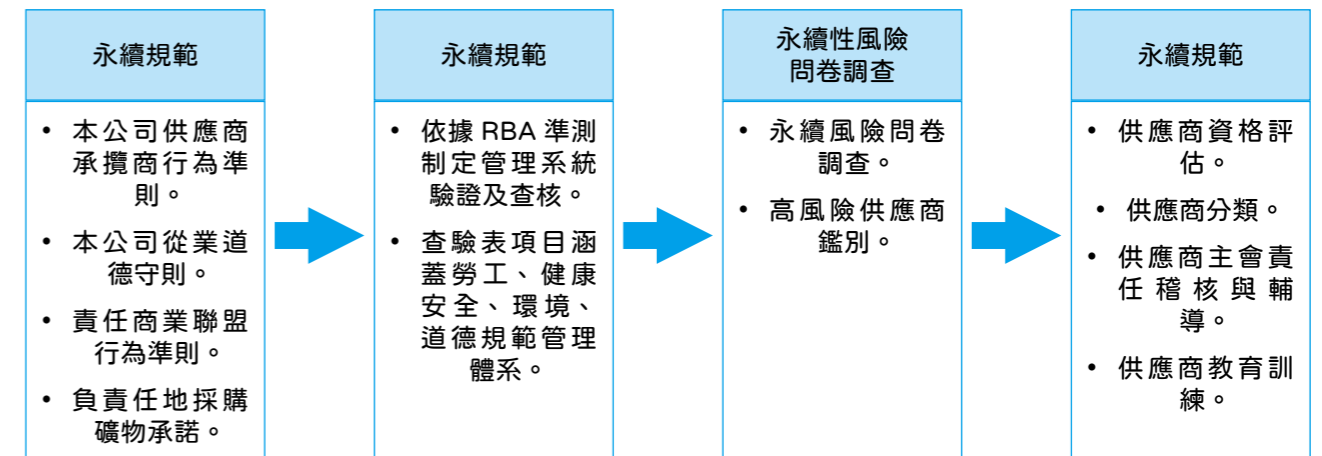 永續規範
• 本公司供應商
承攬商行為準
則。
• 本公司從業道
德守則。
• 責任商業聯盟
行為準則。
• 負責任地採購
礦物承諾。
永續規範
• 依據 RBA 準測
制定管理系統
驗證及查核。
• 查驗表項目涵
蓋勞工、健康
安全、環境、
道德規範管理
體系。
永續性風險
問卷調查
• 永續風險問卷
調查。
• 高風險供應商
鑑別。
永續規範
• 供應商資格評
估。
• 供應商分類。
• 供應商主會責
任稽核與輔
導。
• 供應商教育訓
練。